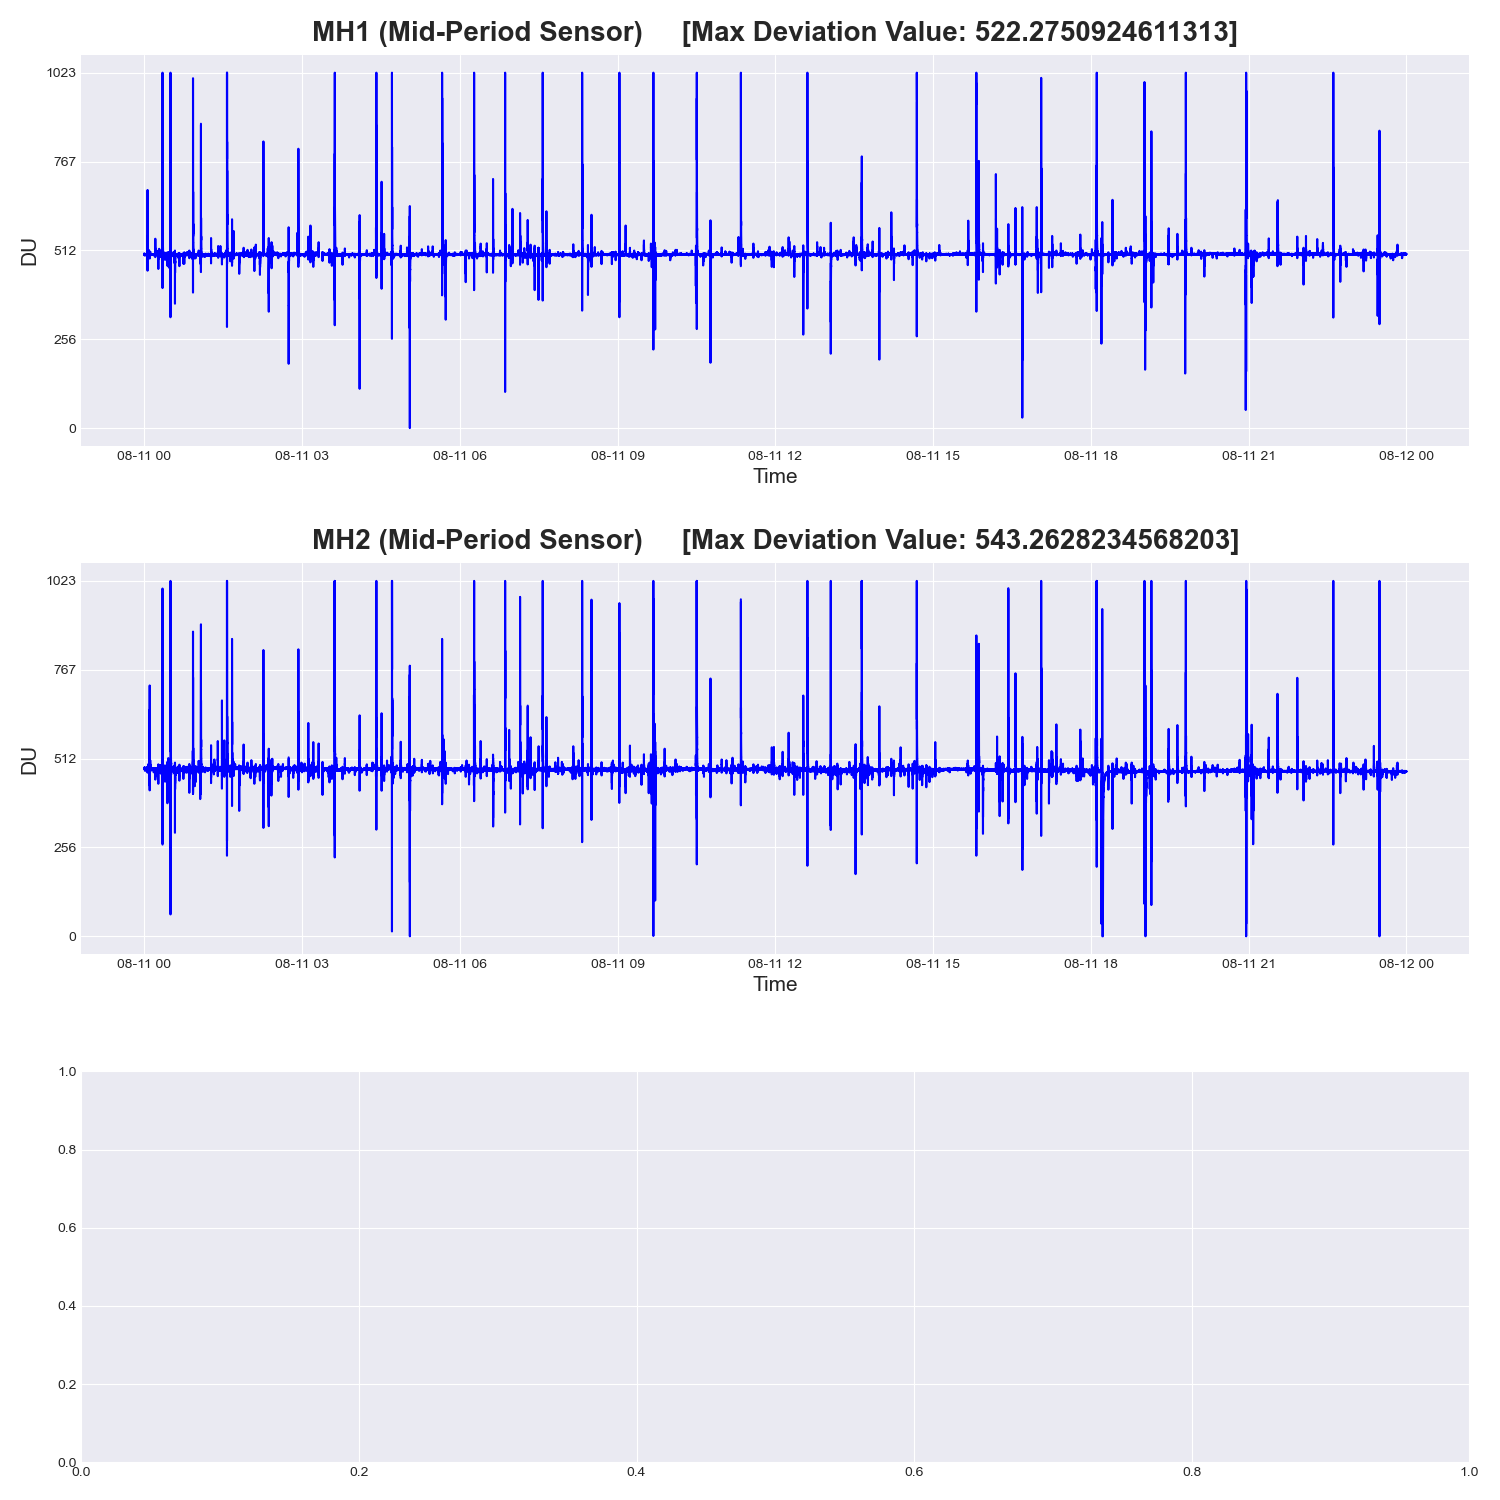 MH1 (Mid-Period Sensor) [Max Deviation Value: 522.2750924611313]
1023
767
512
256
0
DU
08-11 00 08-11 03 08-11 06 08-11 09 08-11 12 08-11 15 08-11 18 08-11 21 08-12 00
Time
MH2 (Mid-Period Sensor) [Max Deviation Value: 543.2628234568203]
1023
767
512
256
0
DU
08-11 00 08-11 03 08-11 06 08-11 09 08-11 12 08-11 15 08-11 18 08-11 21 08-12 00
Time
1.0
0.8
0.6
0.4
0.2
0.0
0.0 0.2 0.4 0.6 0.8 1.0